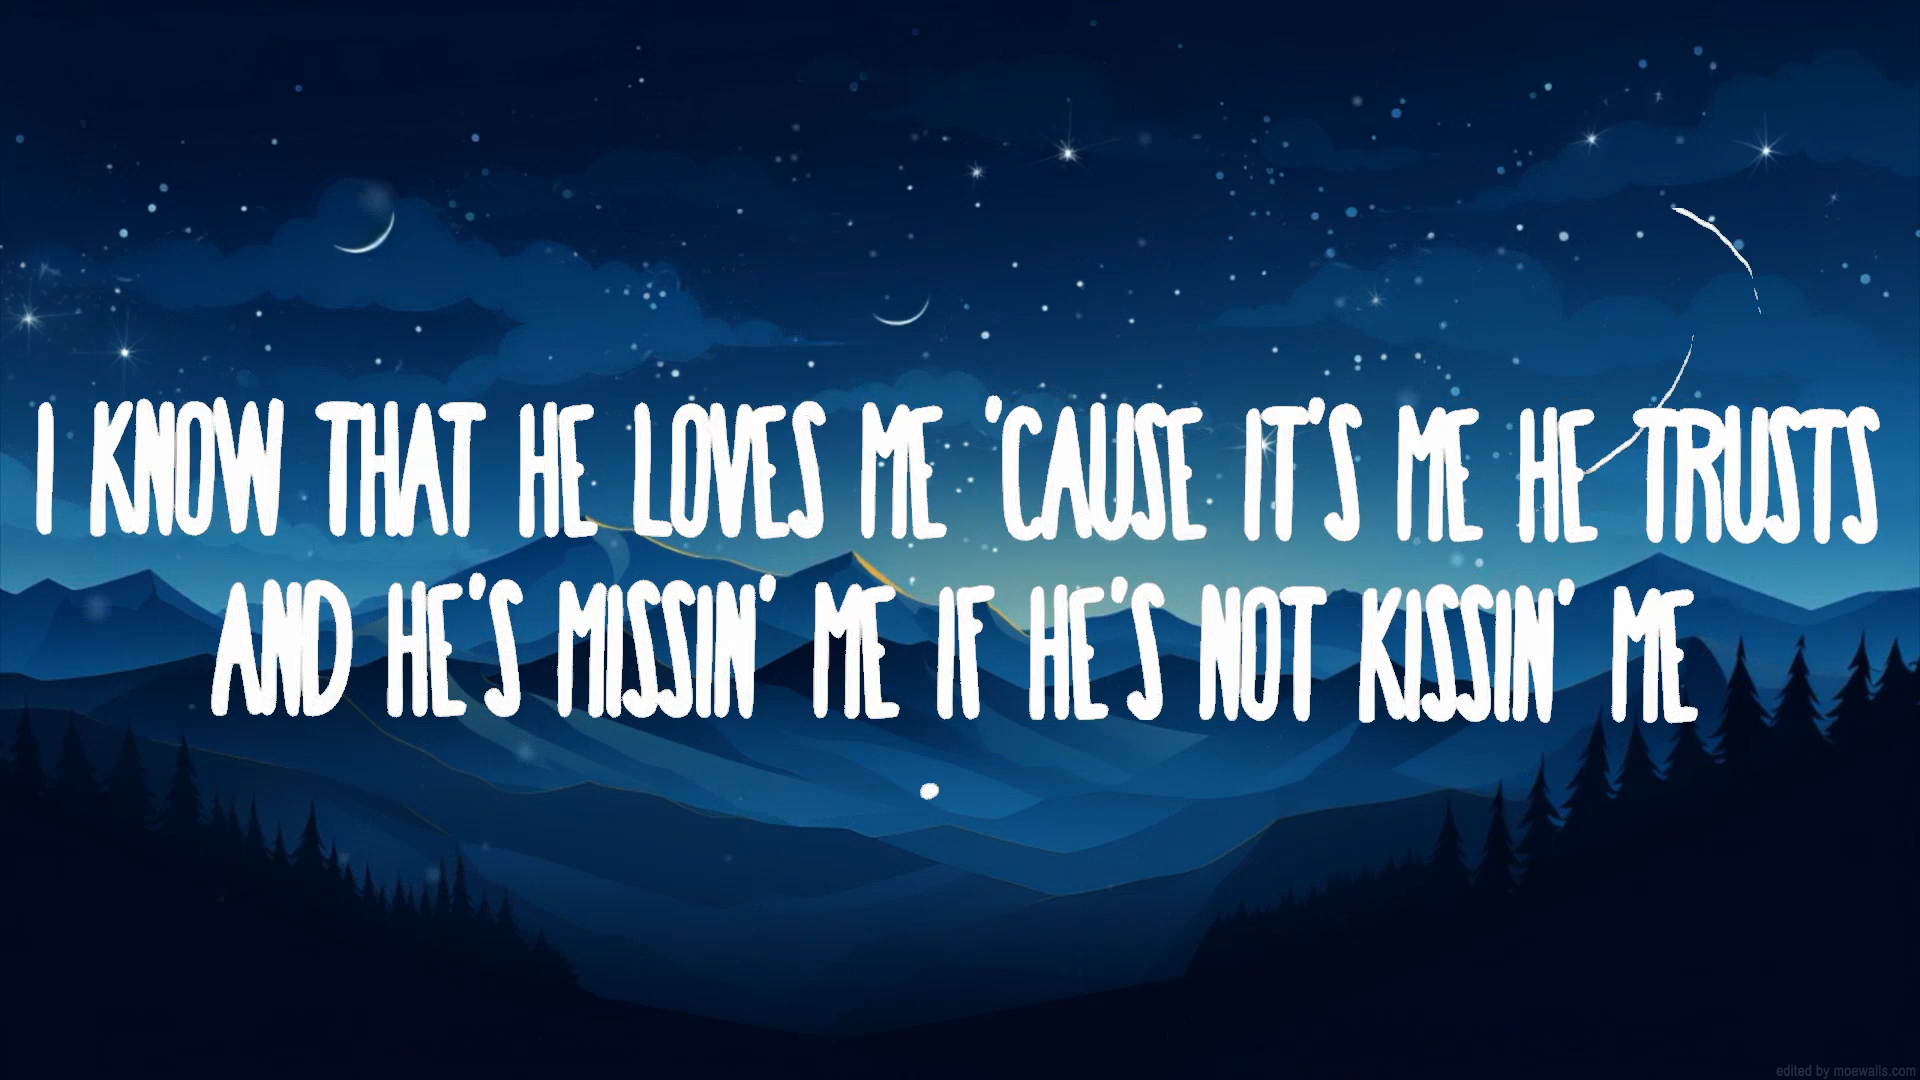 I KNOW THAT HE LOVES ME 'CAUSE IT'S ME HE TRUSTS
AND HE'S MISSIN' ME IF HE'S NOT KISSIN' ME
.
edited by moewalls.com